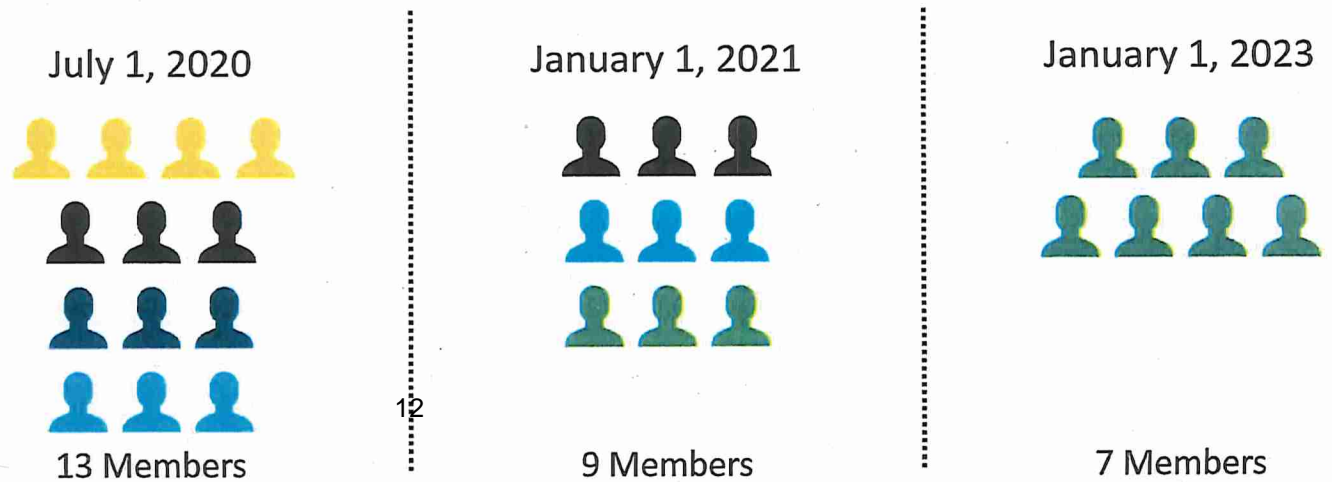 July 1, 2020
January 1, 2021
January 1, 2023
12
13 Members
9 Members
7 Members